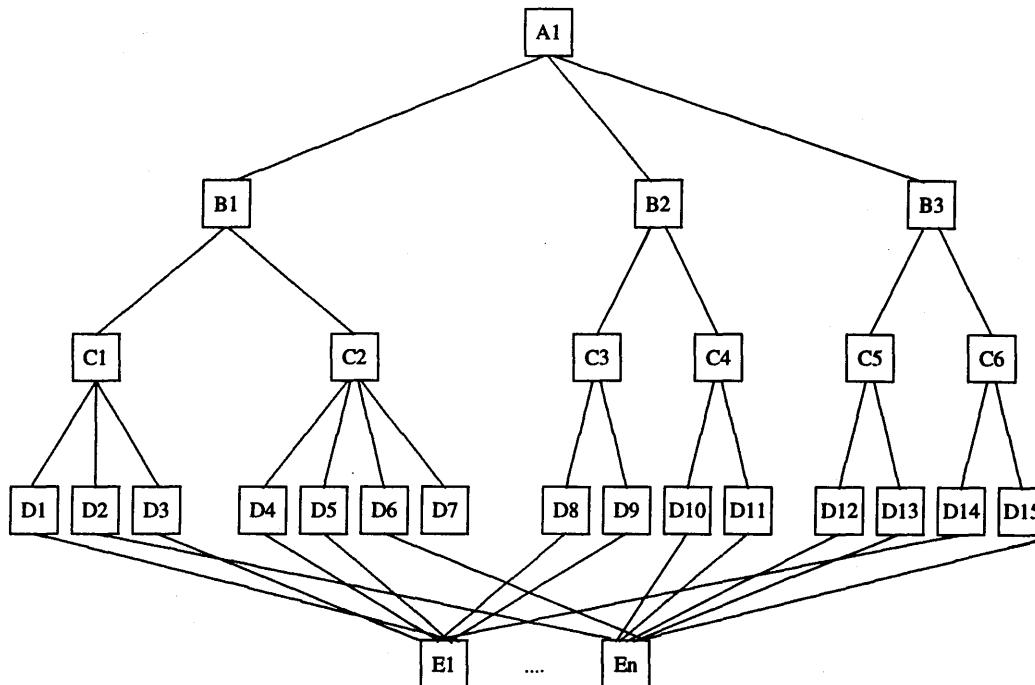 A1
B1 B2 B3
C1 C2 C3 C4 C5 C6
D1 D2 D3 D4 D5 D6 D7 D8 D9 D10 D11 D12 D13 D14 D15
E1 .... En